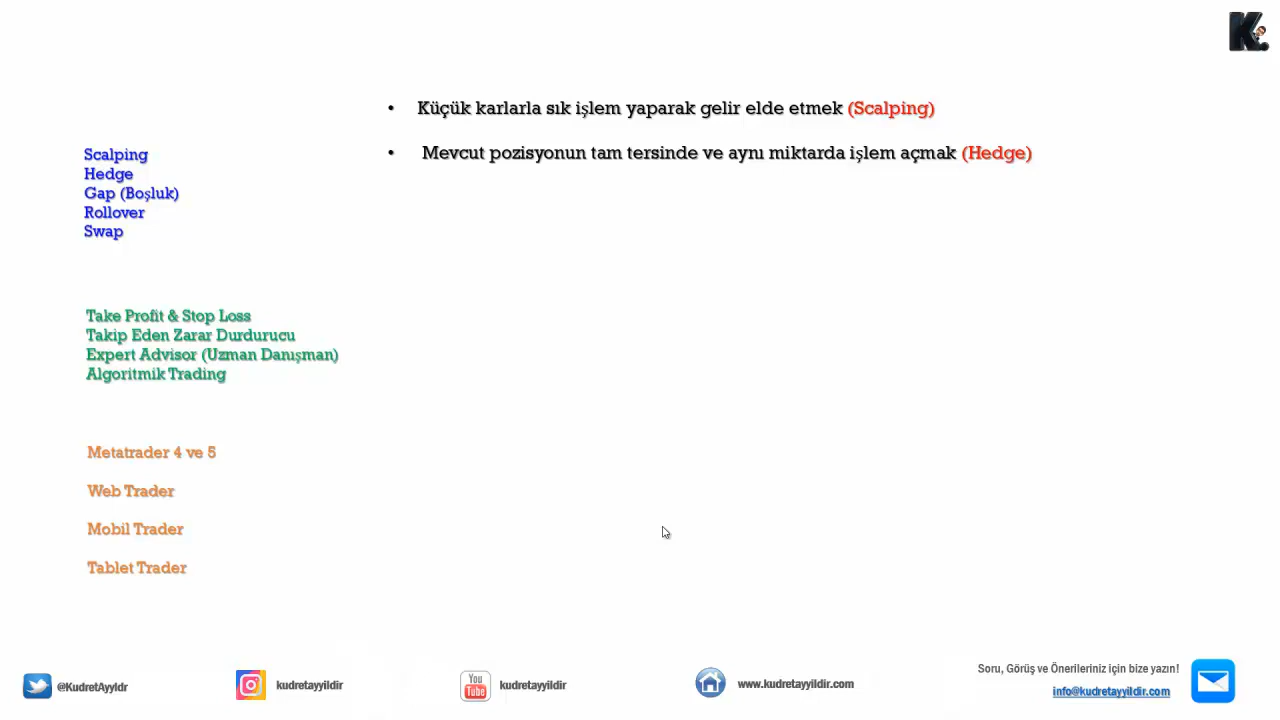 • Küçük karlarla sık işlem yaparak gelir elde etmek (Scalping)
• Mevcut pozisyonun tam tersinde ve aynı miktarda işlem açmak (Hedge)
Scalping
Hedge
Gap (Boşluk)
Rollover
Swap
Take Profit & Stop Loss
Takip Eden Zarar Durdurucu
Expert Advisor (Uzman Danışman)
Algoritmik Trading
Metatrader 4 ve 5
Web Trader
Mobil Trader
Tablet Trader
@KudretAyyldr
kudretayyildir
You Tube
kudretayyildir
www.kudretayyildir.com
Soru, Görüş ve Önerileriniz için bize yazın!
info@kudretayyildir.com
K